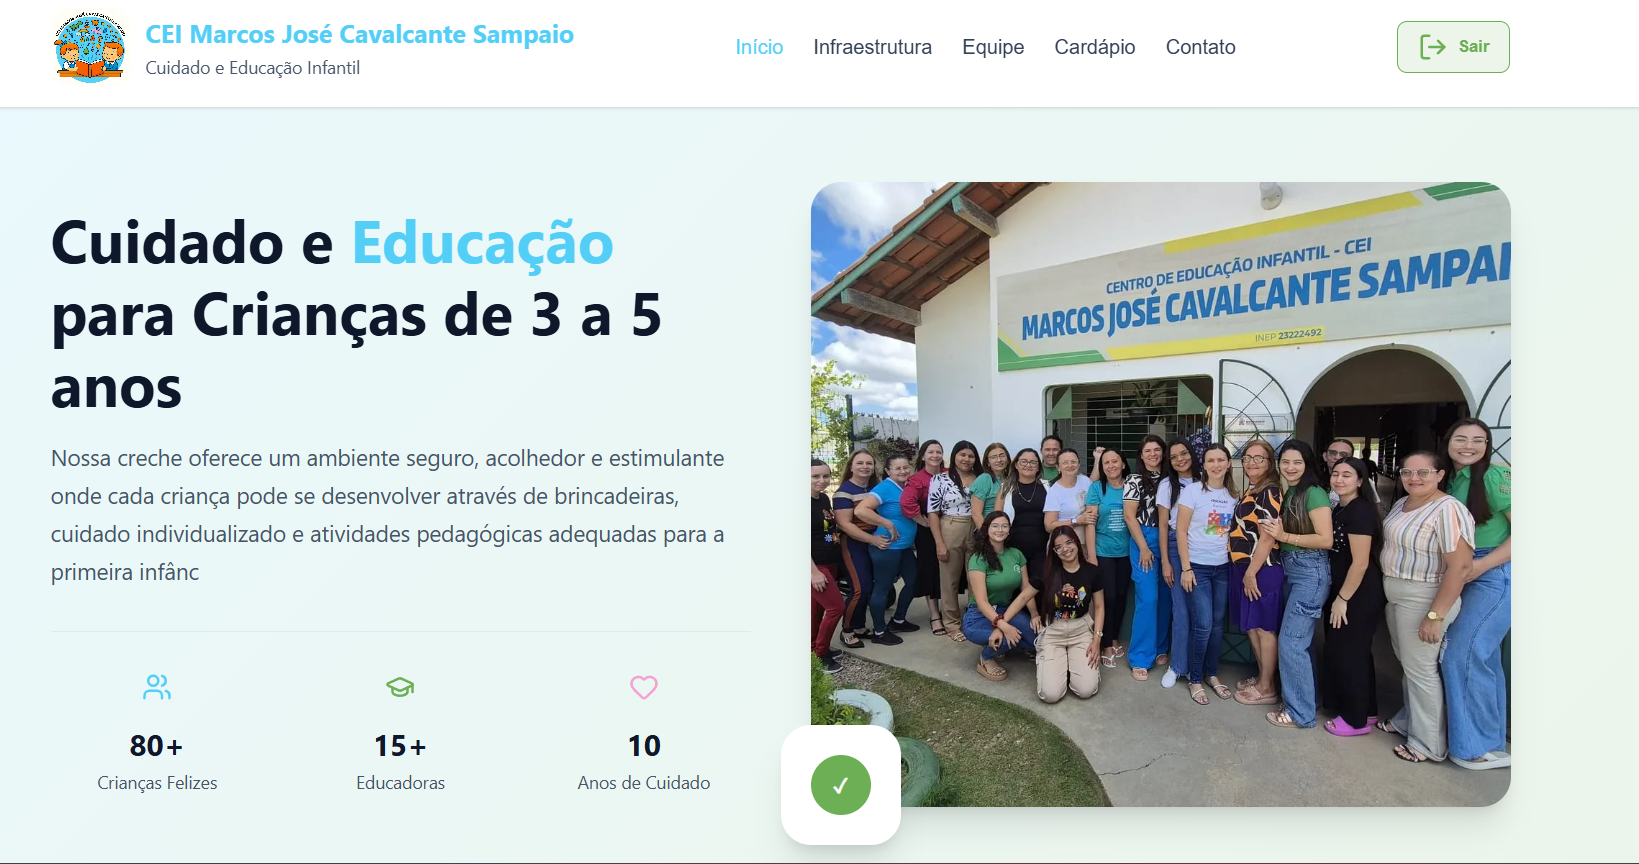 CEI Marcos José Cavalcante Sampaio
Cuidado e Educação Infantil
Início
Infraestrutura
Equipe
Cardápio
Contato
Sair
Cuidado e Educação
para Crianças de 3 a 5
anos
Nossa creche oferece um ambiente seguro, acolhedor e estimulante
onde cada criança pode se desenvolver através de brincadeiras,
cuidado individualizado e atividades pedagógicas adequadas para a
primeira infânc
80+
Crianças Felizes
15+
Educadoras
10
Anos de Cuidado
CENTRO DE EDUCAÇÃO INFANTIL - CEI
MARCOS JOSÉ CAVALCANTE SAMPAI
INEP 23222492